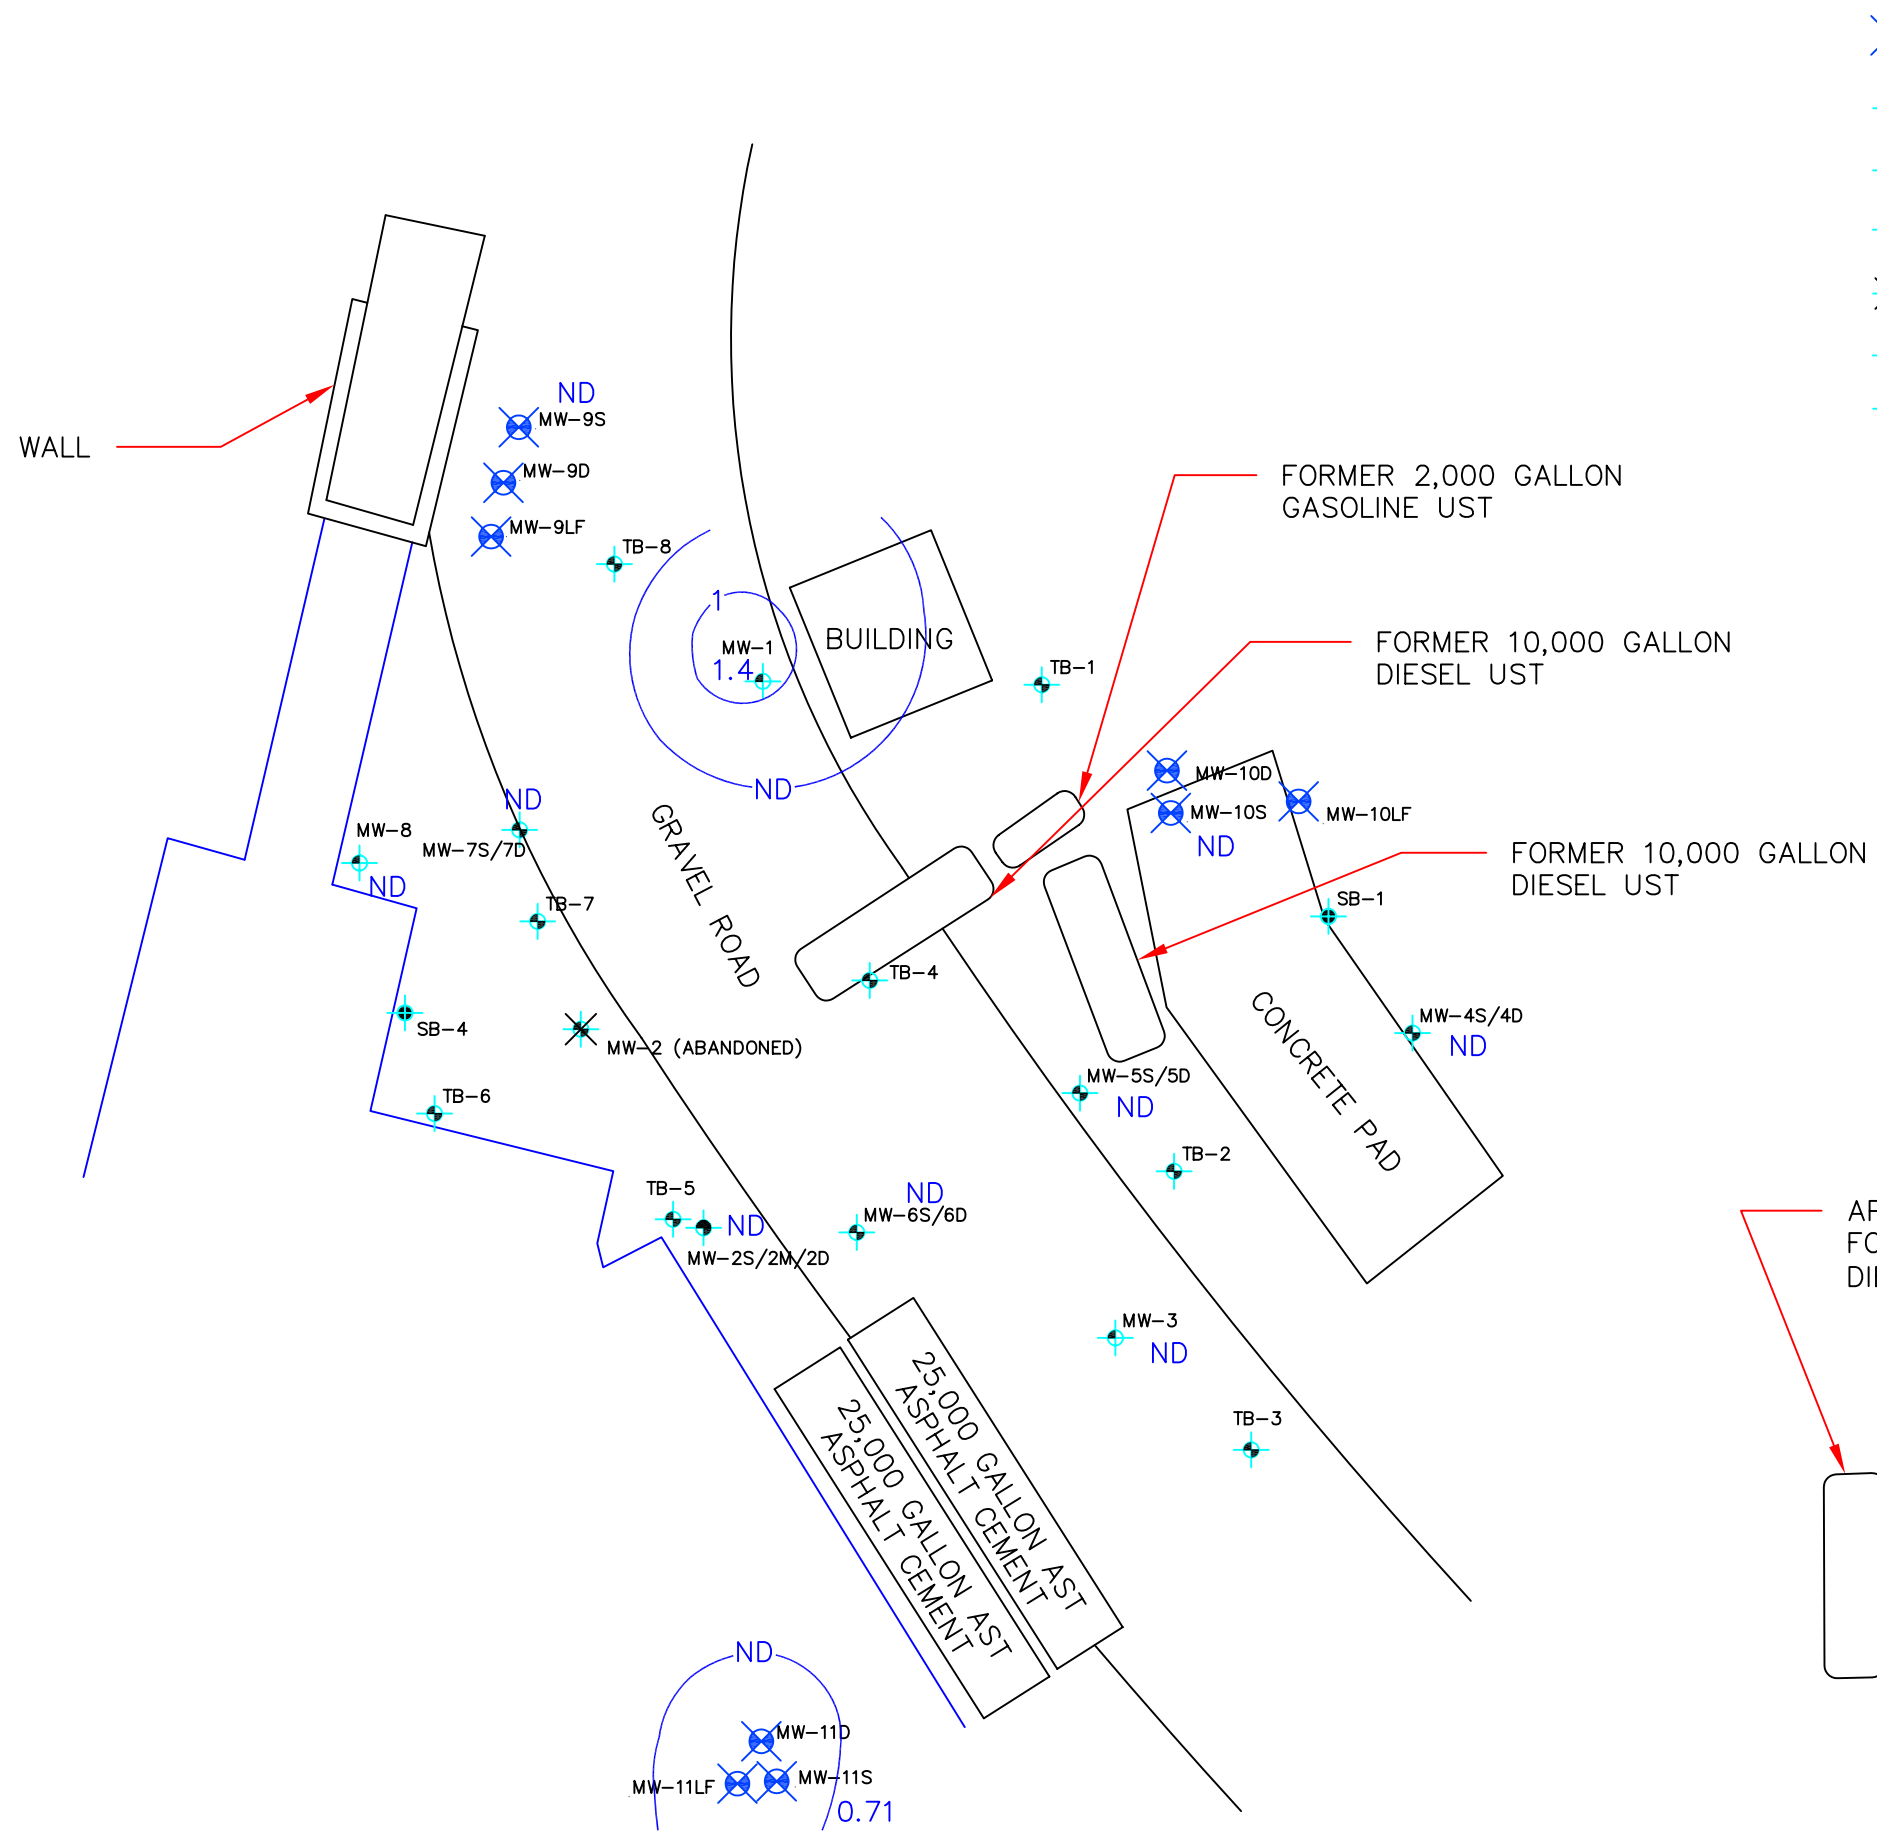 ND
MW-9S
WALL
MW-9D
FORMER 2,000 GALLON
GASOLINE UST
MW-9LF
TB-8
1
BUILDING
FORMER 10,000 GALLON
DIESEL UST
MW-1
1.4
TB-1
MW-10D
ND
ND
MW-10S
MW-10LF
ND
MW-8
MW-7S/7D
ND
GRAVEL ROAD
FORMER 10,000 GALLON
DIESEL UST
SB-1
TB-7
TB-4
CONCRETE PAD
MW-4S/4D
ND
SB-4
MW-2 (ABANDONED)
MW-5S/5D
ND
TB-6
TB-2
TB-5
ND
MW-6S/6D
ND
MW-2S/2M/2D
MW-3
ND
25,000 GALLON AST
ASPHALT CEMENT
25,000 GALLON AST
ASPHALT CEMENT
TB-3
ND
MW-11D
MW-11LF
MW-11S
0.71